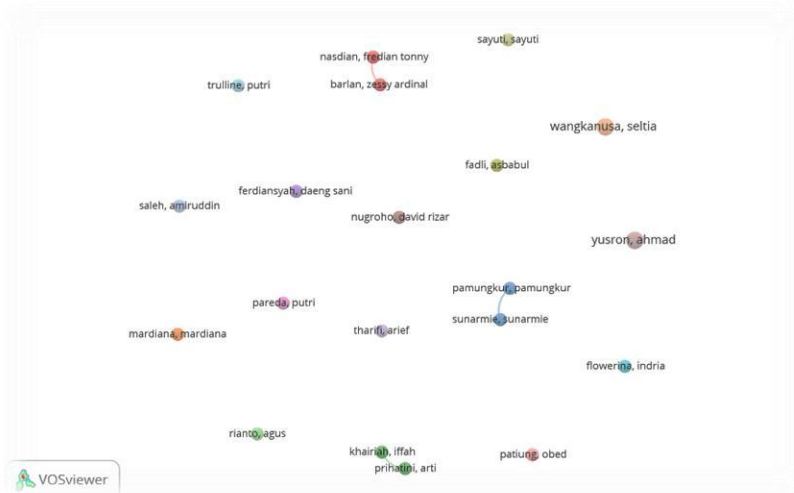 sayuti, sayuti
nasdian, fredian tonny
trulline, putri
barlan, zessy ardinal
wangkanusa, seltia
fadli, asbabul
ferdiansyah, daeng sani
saleh, amiruddin
nugroho, david rizar
yusron, ahmad
pamungkur, pamungkur
pareda, putri
sunarmie, sunarmie
mardiana, mardiana
tharifi, arief
flowerina, indria
rianto, agus
khairiah, iffah
patiung, obed
prihatini, arti
VOSviewer